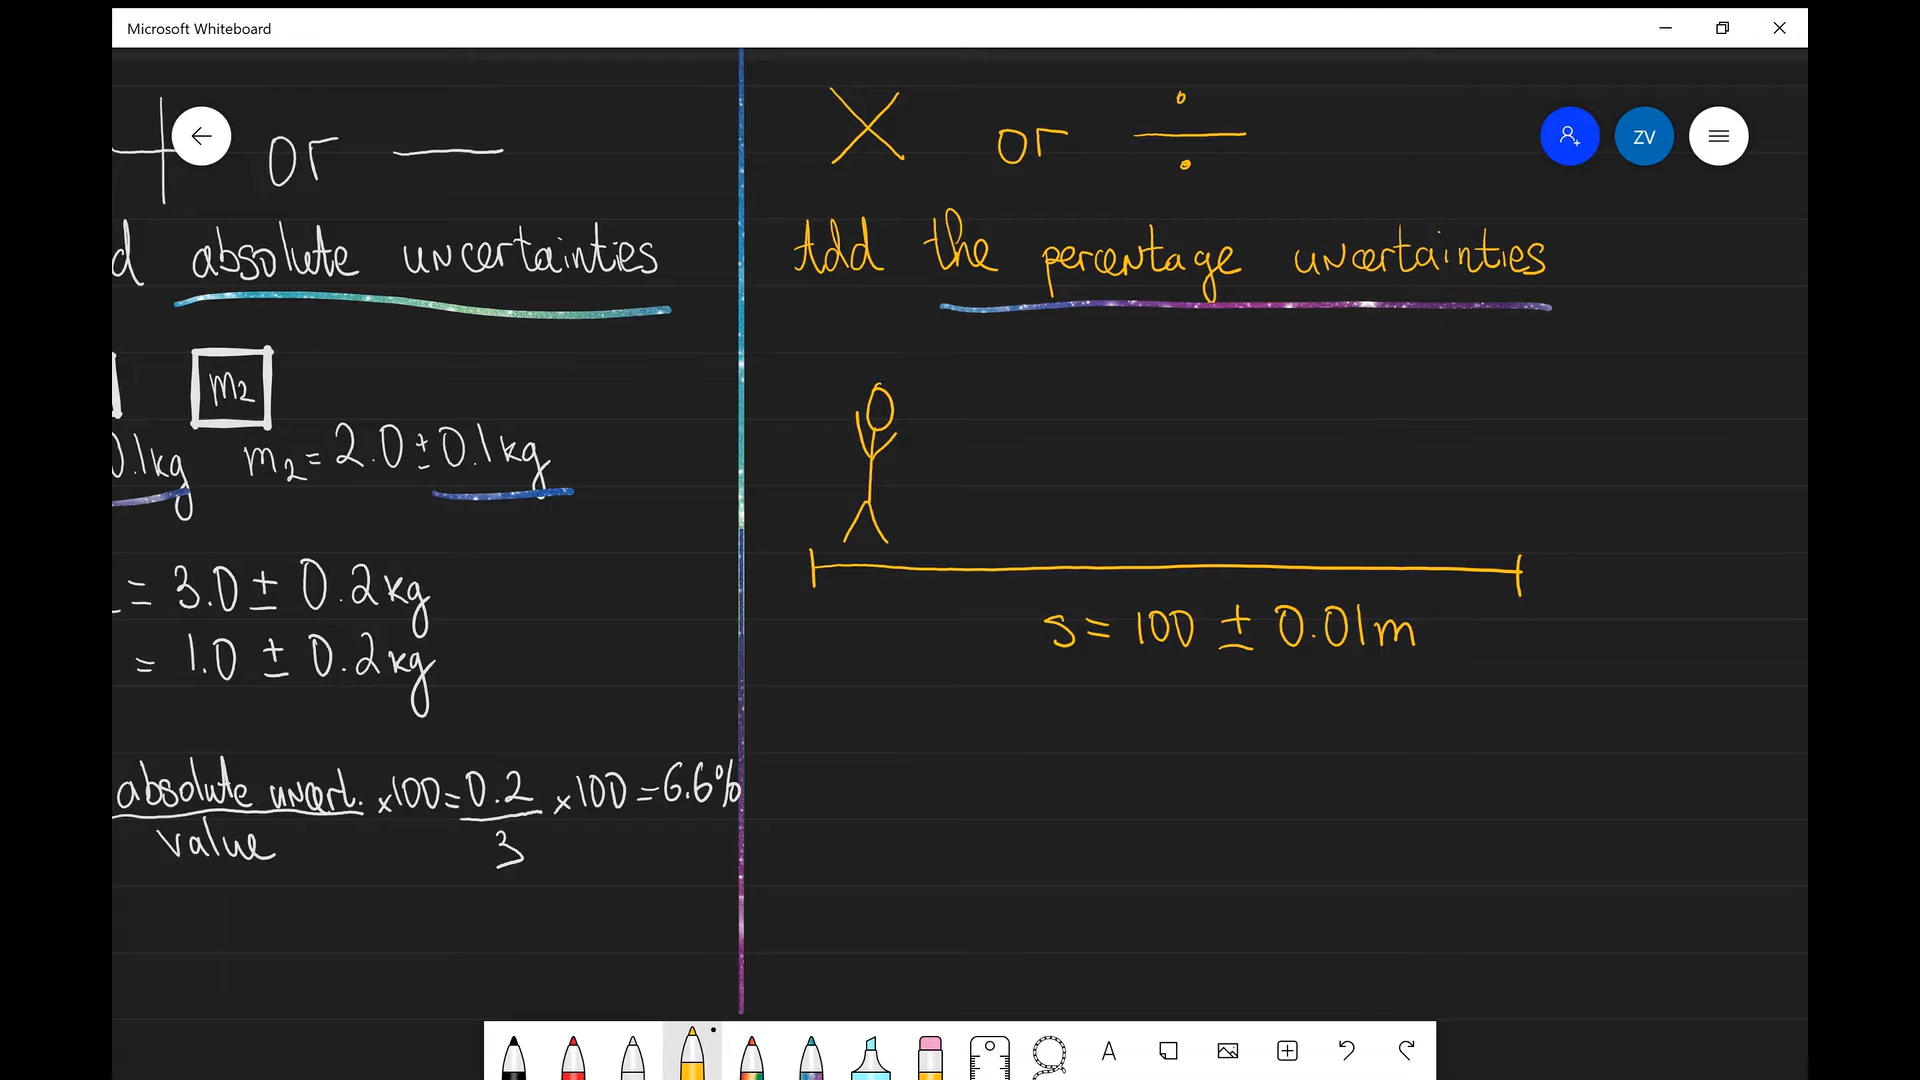 Microsoft Whiteboard
+ or —
d absolute uncertainties
m2
0.1kg m2 = 2.0 ± 0.1kg
= 3.0 ± 0.2kg
= 1.0 ± 0.2kg
absolute uncert. ×100 = 0.2 ×100 = 6.6%
value 3
× or ÷
ZV
Add the percentage uncertainties
s = 100 ± 0.01m
A